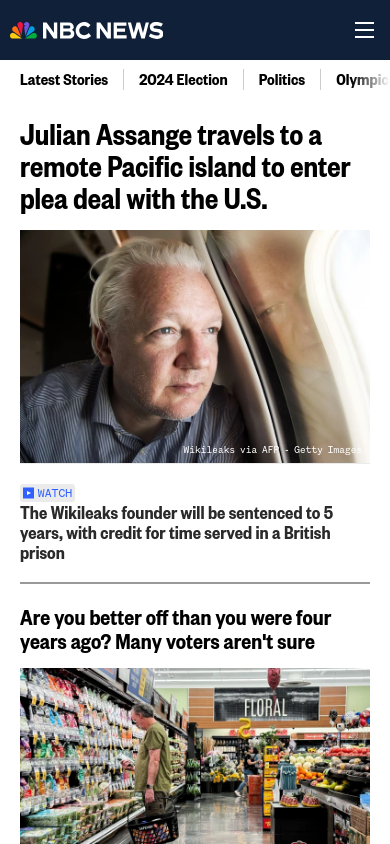 NBC NEWS
Latest Stories
2024 Election
Politics
Olympic
Julian Assange travels to a
remote Pacific island to enter
plea deal with the U.S.
Wikileaks via AFP - Getty Images
WATCH
The Wikileaks founder will be sentenced to 5
years, with credit for time served in a British
prison
Are you better off than you were four
years ago? Many voters aren't sure
FLORAL